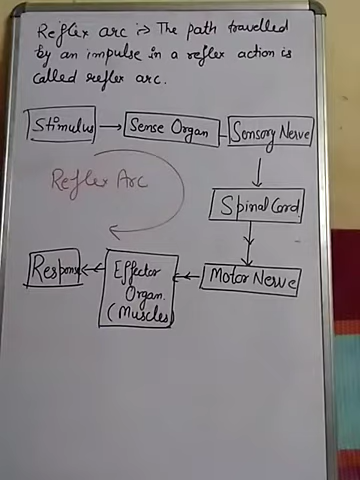 Reflex arc :→ The path travelled
by an impulse in a reflex action is
called reflex arc.
Stimulus → Sense Organ Sensory Nerve
Reflex Arc
Spinal Cord
Response Effector Organ. (Muscles) Motor Nerve